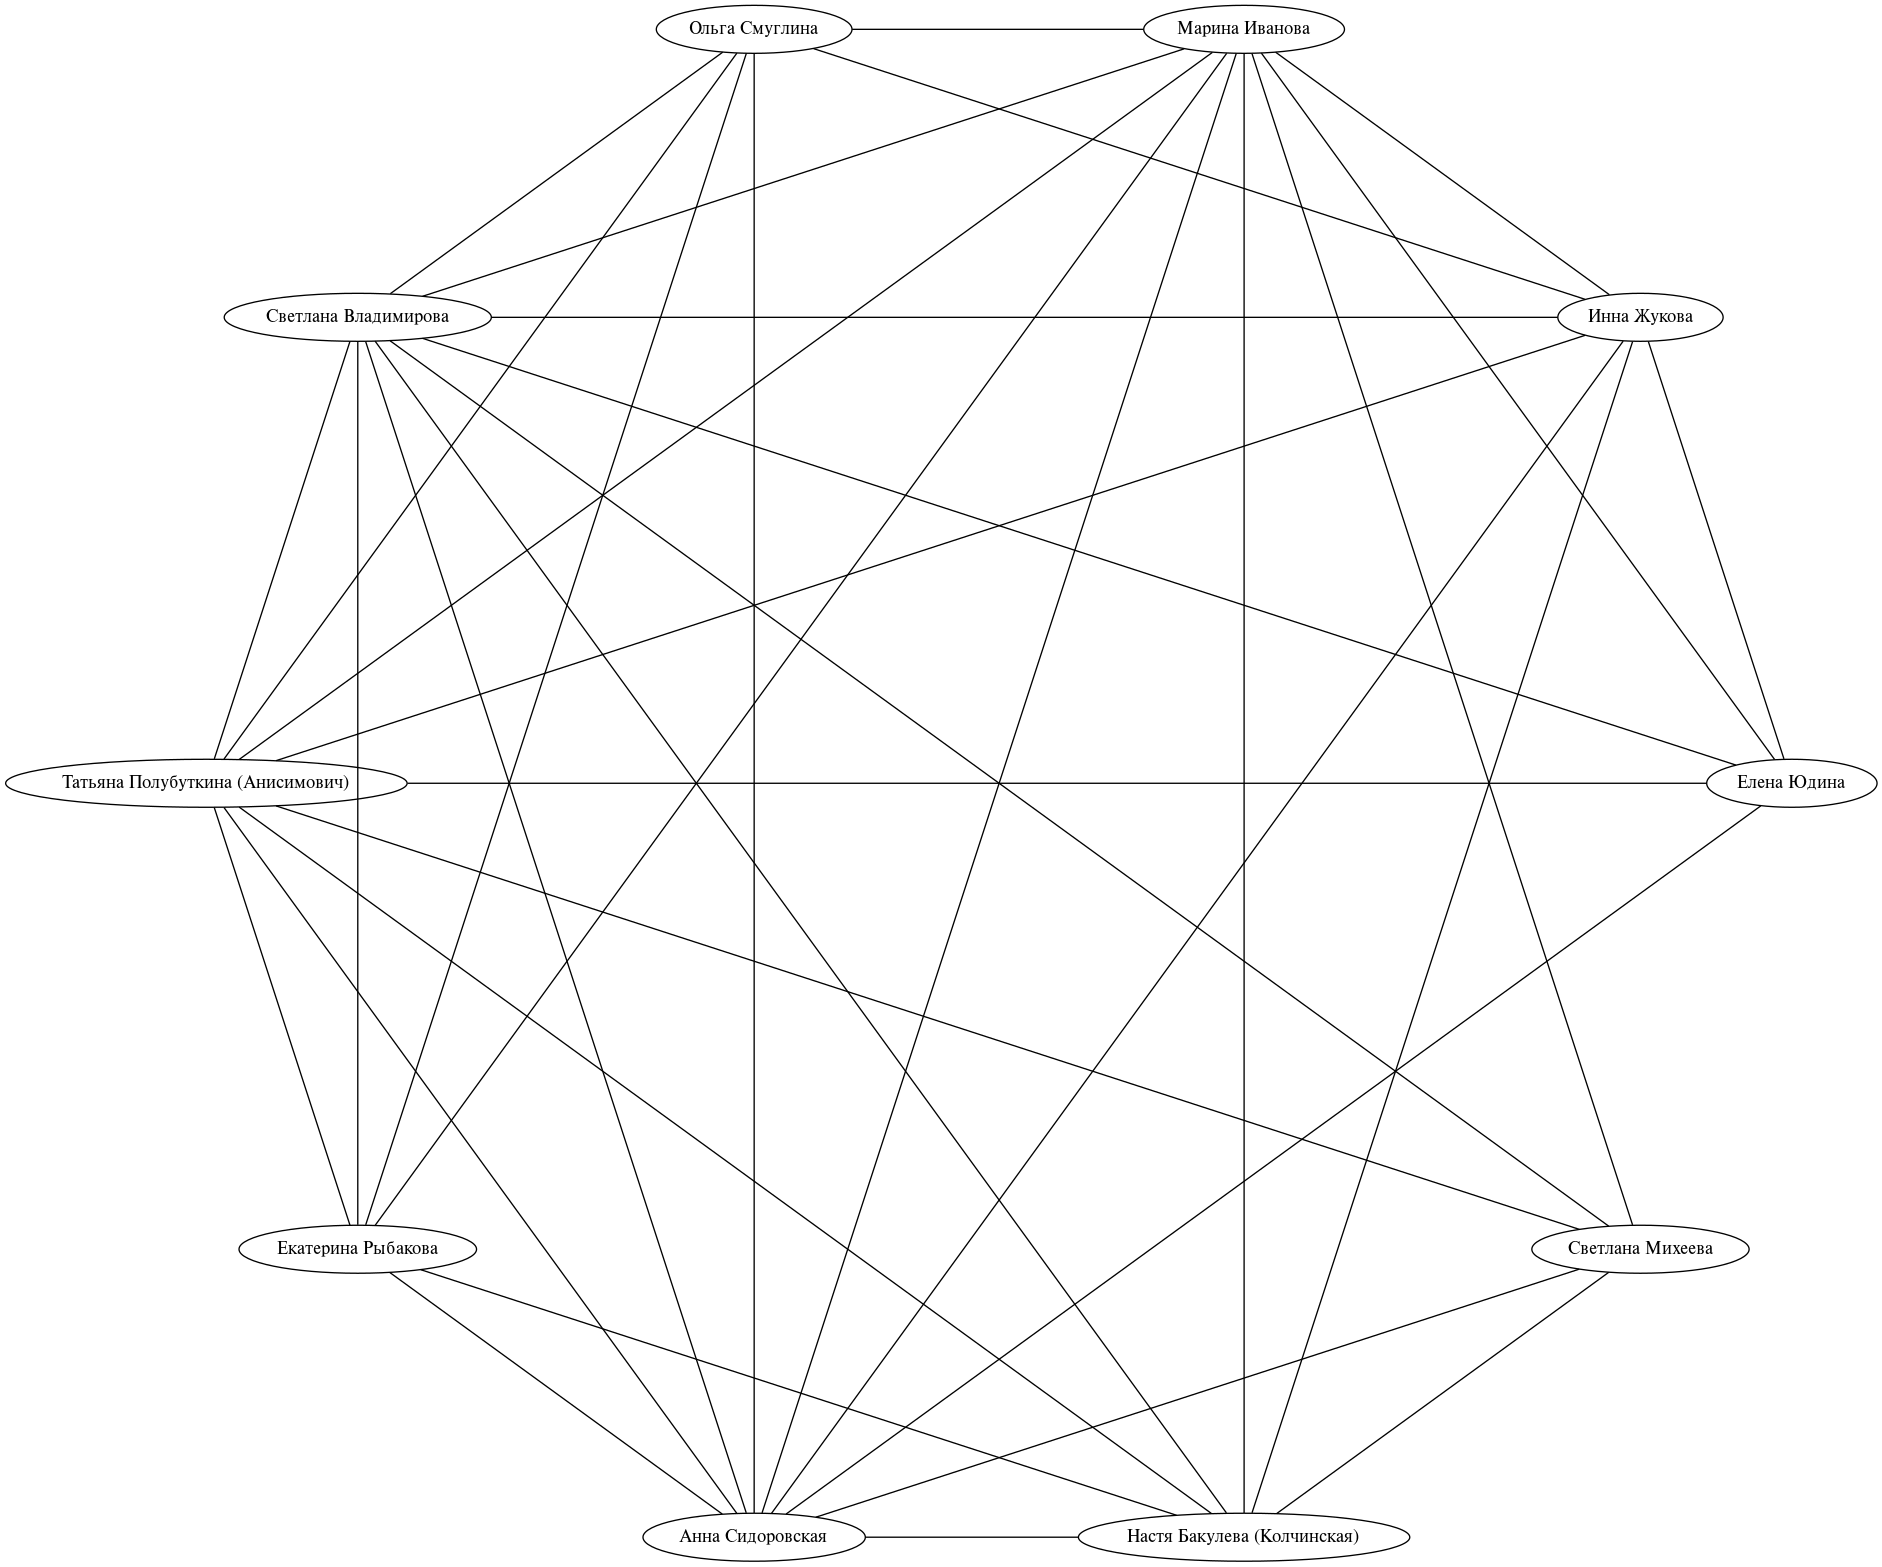 Ольга Смуглина
Марина Иванова
Светлана Владимирова
Инна Жукова
Татьяна Полубуткина (Анисимович)
Елена Юдина
Екатерина Рыбакова
Светлана Михеева
Анна Сидоровская
Настя Бакулева (Колчинская)